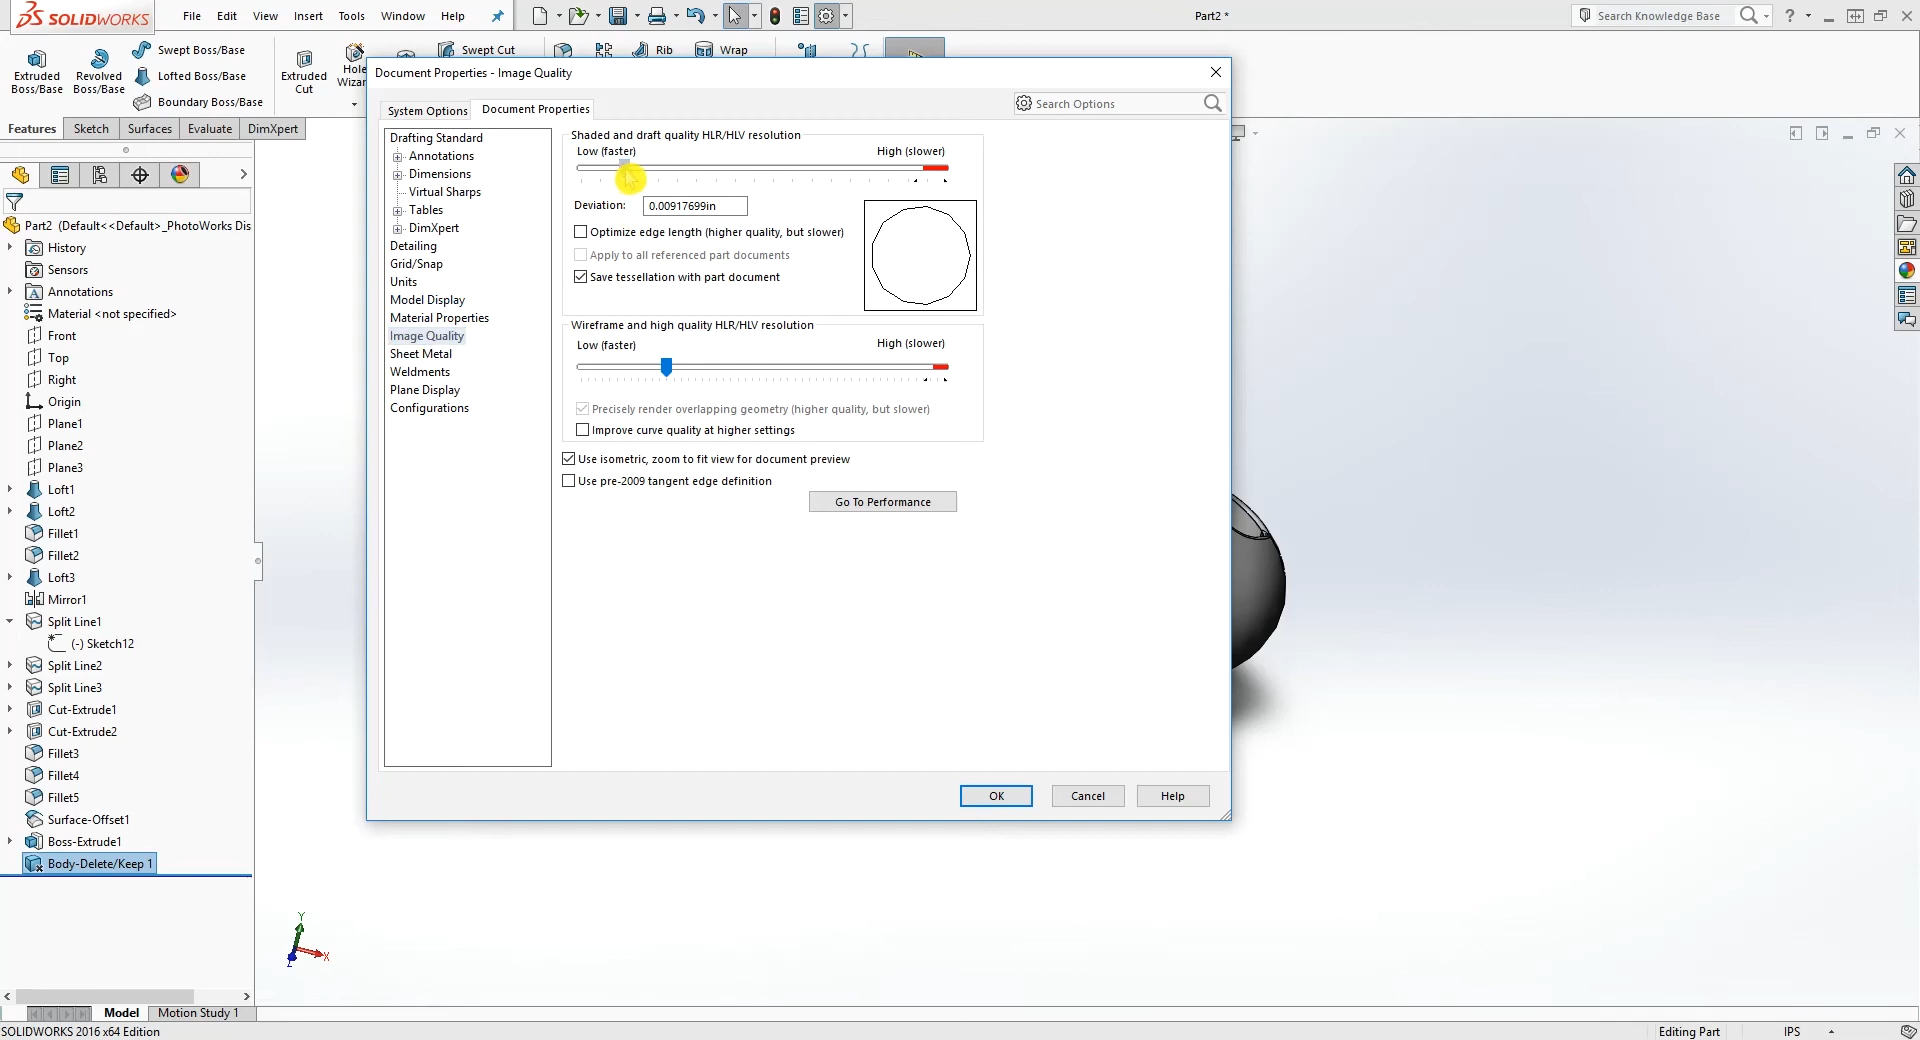 SOLIDWORKS
File Edit View Insert Tools Window Help
Part2 *
Search Knowledge Base
?
Extruded Boss/Base
Revolved Boss/Base
Swept Boss/Base
Lofted Boss/Base
Boundary Boss/Base
Extruded Cut
Hole
Swept Cut
Rib
Wrap
Features Sketch Surfaces Evaluate DimXpert
Part2 (Default<<Default>_PhotoWorks Dis
History
Sensors
Annotations
Material <not specified>
Front
Top
Right
Origin
Plane1
Plane2
Plane3
Loft1
Loft2
Fillet1
Fillet2
Loft3
Mirror1
Split Line1
(-) Sketch12
Split Line2
Split Line3
Cut-Extrude1
Cut-Extrude2
Fillet3
Fillet4
Fillet5
Surface-Offset1
Boss-Extrude1
Body-Delete/Keep 1
Document Properties - Image Quality
System Options Document Properties
Search Options
Drafting Standard
Annotations
Dimensions
Virtual Sharps
Tables
DimXpert
Detailing
Grid/Snap
Units
Model Display
Material Properties
Image Quality
Sheet Metal
Weldments
Plane Display
Configurations
Shaded and draft quality HLR/HLV resolution
Low (faster) High (slower)
Deviation: 0.00917699in
Optimize edge length (higher quality, but slower)
Apply to all referenced part documents
Save tessellation with part document
Wireframe and high quality HLR/HLV resolution
Low (faster) High (slower)
Precisely render overlapping geometry (higher quality, but slower)
Improve curve quality at higher settings
Use isometric, zoom to fit view for document preview
Use pre-2009 tangent edge definition
Go To Performance
OK Cancel Help
Y
X
Z
Model Motion Study 1
SOLIDWORKS 2016 x64 Edition
Editing Part IPS